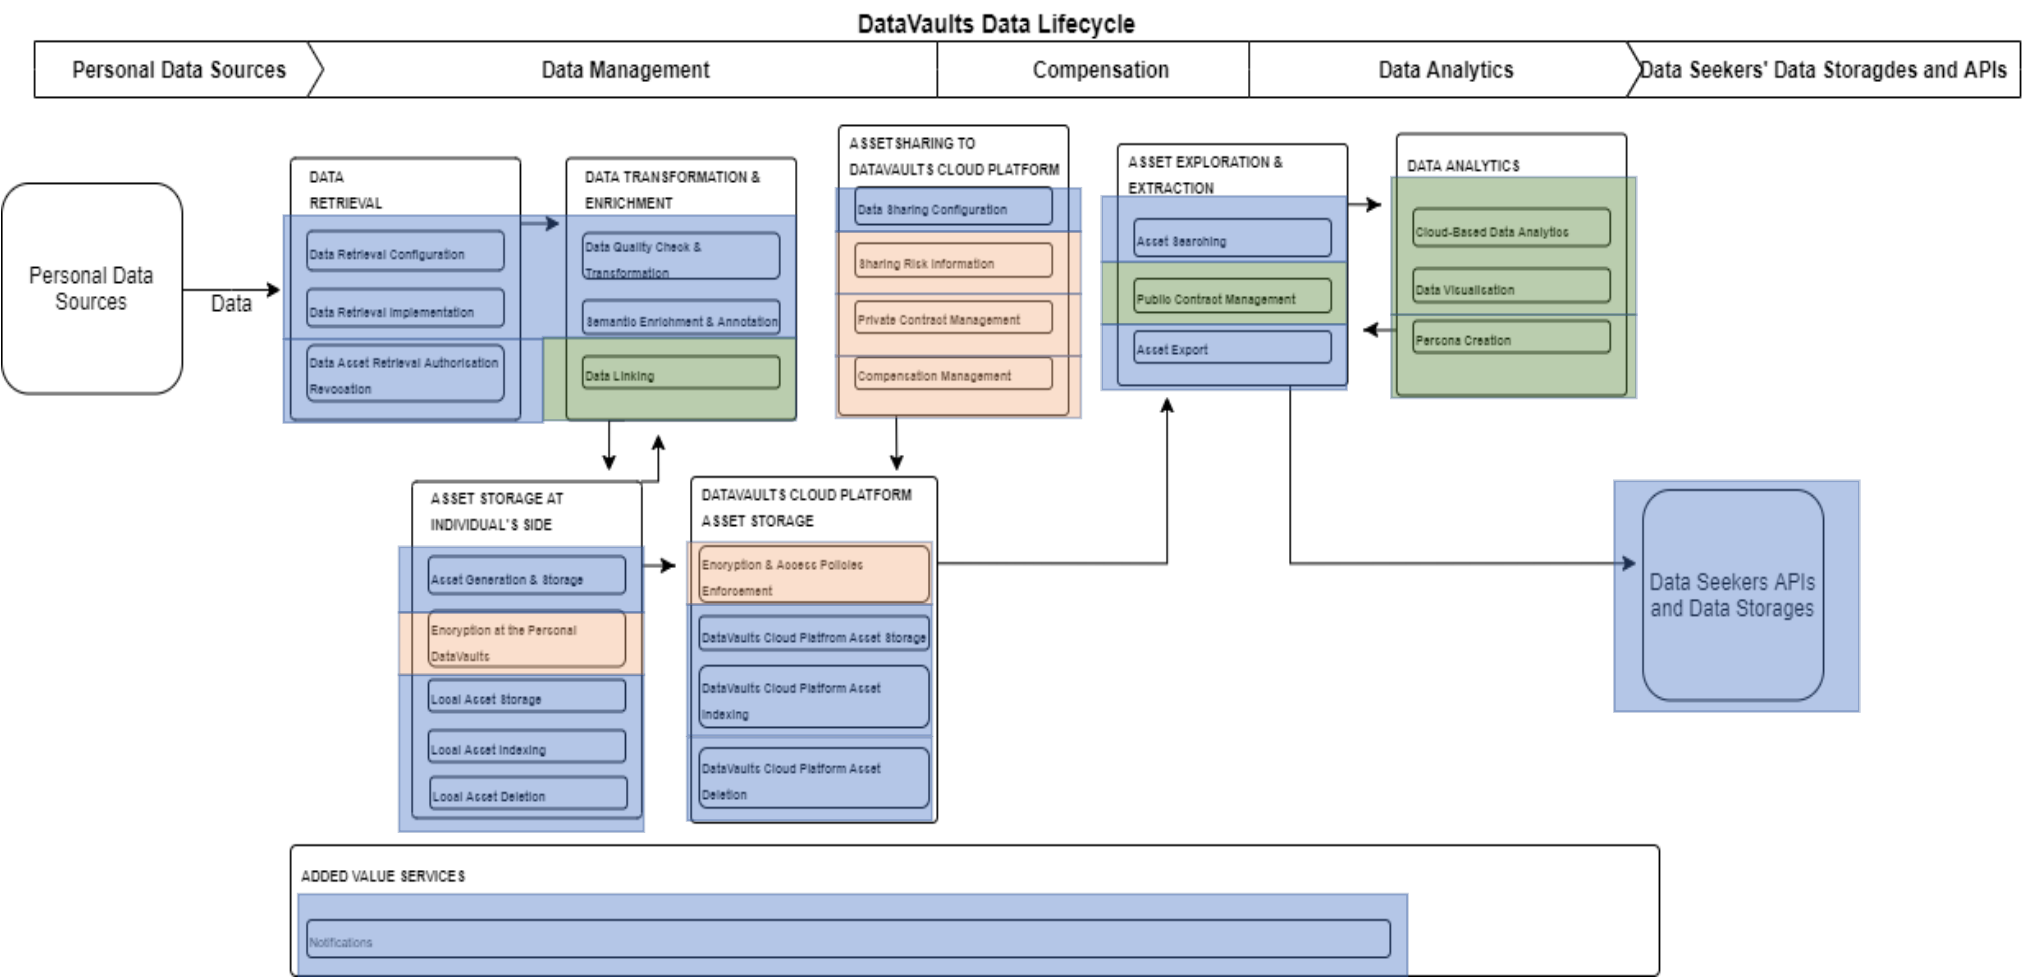 DataVaults Data Lifecycle
Personal Data Sources
Data Management
Compensation
Data Analytics
Data Seekers' Data Storagdes and APIs
Personal Data
Sources
Data
DATA
RETRIEVAL
Data Retrieval Configuration
Data Retrieval Implementation
Data Asset Retrieval Authorisation
Revocation
DATA TRANSFORMATION &
ENRICHMENT
Data Quality Check &
Transformation
Semantic Enrichment & Annotation
Data Linking
ASSET SHARING TO
DATAVAULTS CLOUD PLATFORM
Data Sharing Configuration
Sharing Risk Information
Private Contract Management
Compensation Management
ASSET EXPLORATION &
EXTRACTION
Asset Searching
Public Contract Management
Asset Export
DATA ANALYTICS
Cloud-Based Data Analytics
Data Visualisation
Persona Creation
ASSET STORAGE AT
INDIVIDUAL'S SIDE
Asset Generation & Storage
Encryption at the Personal
DataVaults
Local Asset Storage
Local Asset Indexing
Local Asset Deletion
DATAVAULTS CLOUD PLATFORM
ASSET STORAGE
Encryption & Access Policies
Enforcement
DataVaults Cloud Platfrom Asset Storage
DataVaults Cloud Platform Asset
Indexing
DataVaults Cloud Platform Asset
Deletion
Data Seekers APIs
and Data Storages
ADDED VALUE SERVICES
Notifications